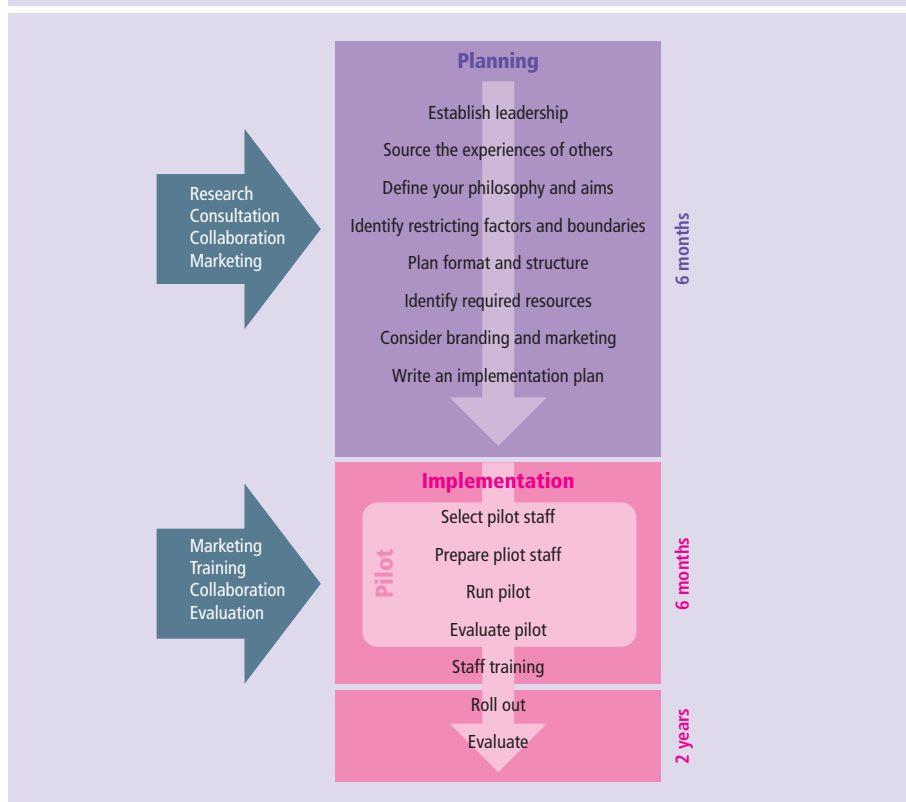 Planning
Establish leadership
Source the experiences of others
Define your philosophy and aims
Identify restricting factors and boundaries
Plan format and structure
Identify required resources
Consider branding and marketing
Write an implementation plan
Research
Consultation
Collaboration
Marketing
6 months
Implementation
Pilot
Select pilot staff
Prepare pliot staff
Run pilot
Evaluate pilot
Staff training
Marketing
Training
Collaboration
Evaluation
6 months
Roll out
Evaluate
2 years